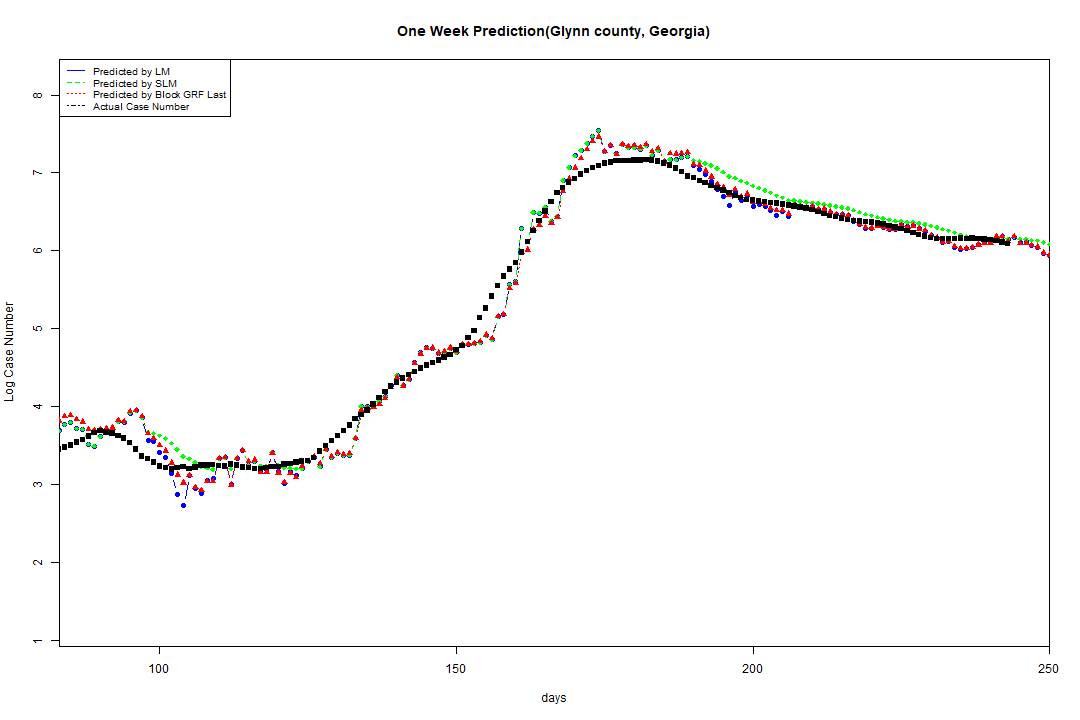 One Week Prediction(Glynn county, Georgia)
Predicted by LM
Predicted by SLM
Predicted by Block GRF Last
Actual Case Number
8
7
6
5
4
3
2
1
Log Case Number
100 150 200 250
days